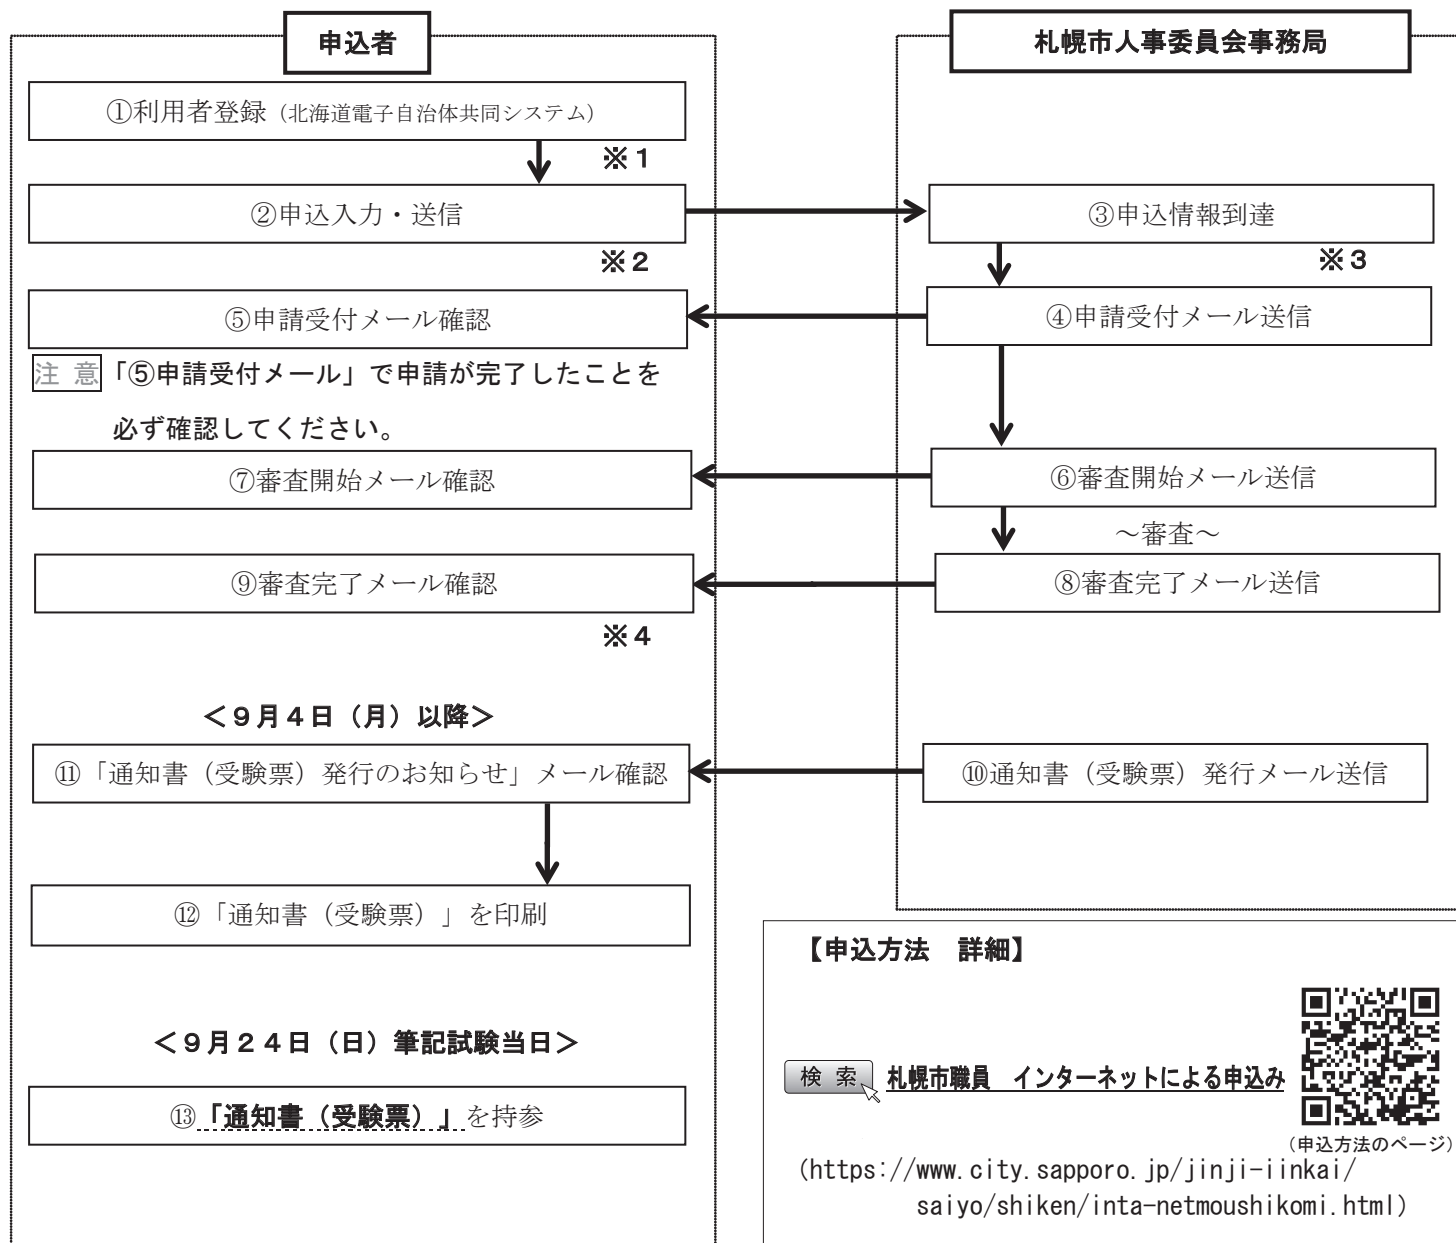 申込者
札幌市人事委員会事務局
①利用者登録（北海道電子自治体共同システム）
※1
②申込入力・送信
③申込情報到達
※2
※3
⑤申請受付メール確認
④申請受付メール送信
注 意「⑤申請受付メール」で申請が完了したことを
必ず確認してください。
⑦審査開始メール確認
⑥審査開始メール送信
～審査～
⑨審査完了メール確認
⑧審査完了メール送信
※4
＜9月4日（月）以降＞
⑪「通知書（受験票）発行のお知らせ」メール確認
⑩通知書（受験票）発行メール送信
⑫「通知書（受験票）」を印刷
【申込方法　詳細】
＜9月24日（日）筆記試験当日＞
検 索 札幌市職員　インターネットによる申込み
⑬「通知書（受験票）」を持参
（申込方法のページ）
(https://www.city.sapporo.jp/jinji-iinkai/
saiyo/shiken/inta-netmoushikomi.html)